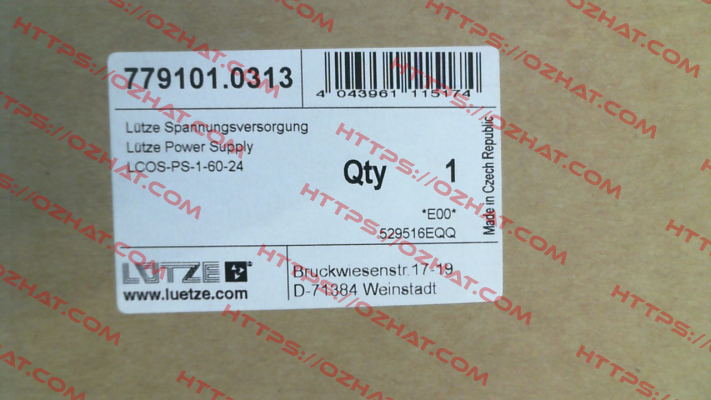 779101.0313
4 043961 115174
Lütze Spannungsversorgung
Lütze Power Supply
LCOS-PS-1-60-24
Qty 1
*E00*
529516EQQ
Made in Czech Republic
LÜTZE
www.luetze.com
Bruckwiesenstr. 17-19
D-71384 Weinstadt
HTTPS://OZHAT.COM